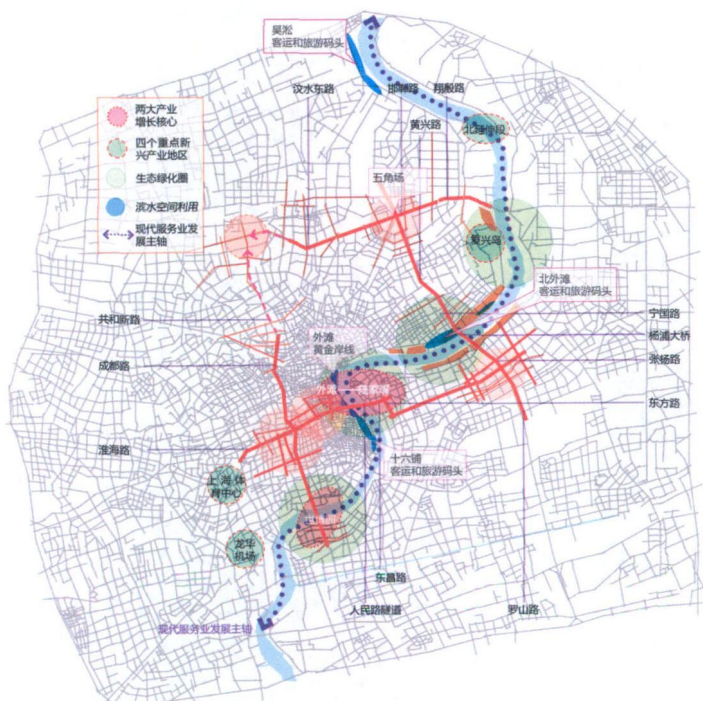 吴淞
客运和旅游码头
汶水东路
邯郸路
翔殷路
黄兴路
两大产业
增长核心
四个重点新
兴产业地区
生态绿化圈
滨水空间利用
现代服务业发
展主轴
五角场
复兴岛
北外滩
客运和旅游码头
共和新路
外滩
黄金岸线
宁国路
杨浦大桥
张杨路
成都路
东方路
淮海路
十六铺
客运和旅游码头
上海体
育中心
龙华
机场
东昌路
现代服务业发展主轴
人民路隧道
罗山路